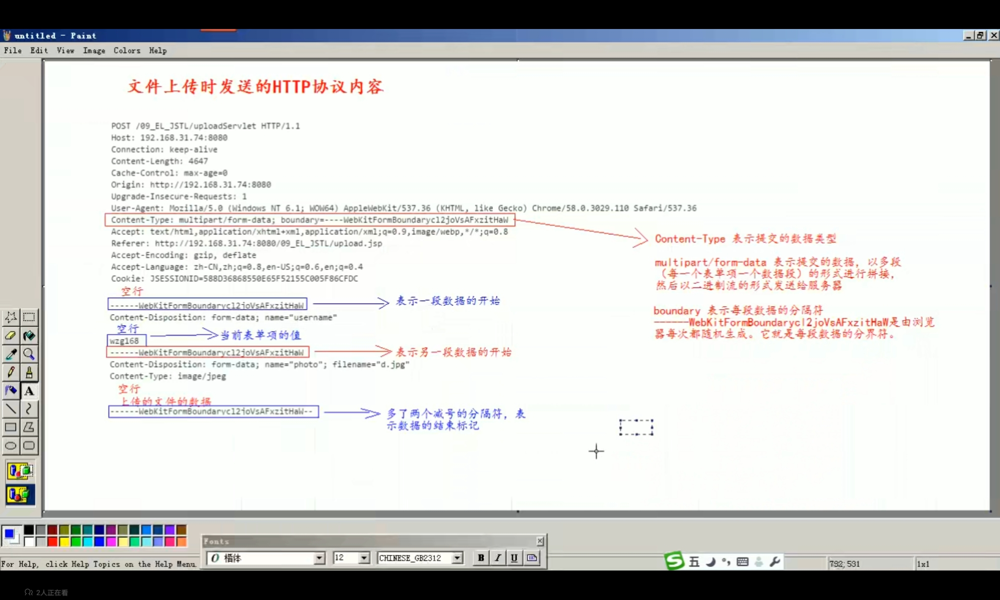 untitled - Paint
File Edit View Image Colors Help
文件上传时发送的HTTP协议内容
POST /09_EL_JSTL/uploadServlet HTTP/1.1
Host: 192.168.31.74:8080
Connection: keep-alive
Content-Length: 4647
Cache-Control: max-age=0
Origin: http://192.168.31.74:8080
Upgrade-Insecure-Requests: 1
User-Agent: Mozilla/5.0 (Windows NT 6.1; WOW64) AppleWebKit/537.36 (KHTML, like Gecko) Chrome/58.0.3029.110 Safari/537.36
Content-Type: multipart/form-data; boundary=----WebKitFormBoundarycl2joVsAFxzitHaW
Accept: text/html,application/xhtml+xml,application/xml;q=0.9,image/webp,*/*;q=0.8
Referer: http://192.168.31.74:8080/09_EL_JSTL/upload.jsp
Accept-Encoding: gzip, deflate
Accept-Language: zh-CN,zh;q=0.8,en-US;q=0.6,en;q=0.4
Cookie: JSESSIONID=588D36868550E65F52155C005F86CFDC
空行
------WebKitFormBoundarycl2joVsAFxzitHaW
表示一段数据的开始
Content-Disposition: form-data; name="username"
空行
wzg168
当前表单项的值
------WebKitFormBoundarycl2joVsAFxzitHaW
表示另一段数据的开始
Content-Disposition: form-data; name="photo"; filename="d.jpg"
Content-Type: image/jpeg
空行
上传的文件的数据
------WebKitFormBoundarycl2joVsAFxzitHaW--
多了两个减号的分隔符，表
示数据的结束标记
Content-Type 表示提交的数据类型
multipart/form-data 表示提交的数据，以多段
（每一个表单项一个数据段）的形式进行拼接，
然后以二进制流的形式发送给服务器
boundary 表示每段数据的分隔符
------WebKitFormBoundarycl2joVsAFxzitHaW是由浏览
器每次都随机生成。它就是每段数据的分界符。
Fonts
楷体 12 CHINESE_GB2312 B I U
For Help, click Help Topics on the Help Menu.
五
792; 531
1x1
2人正在看